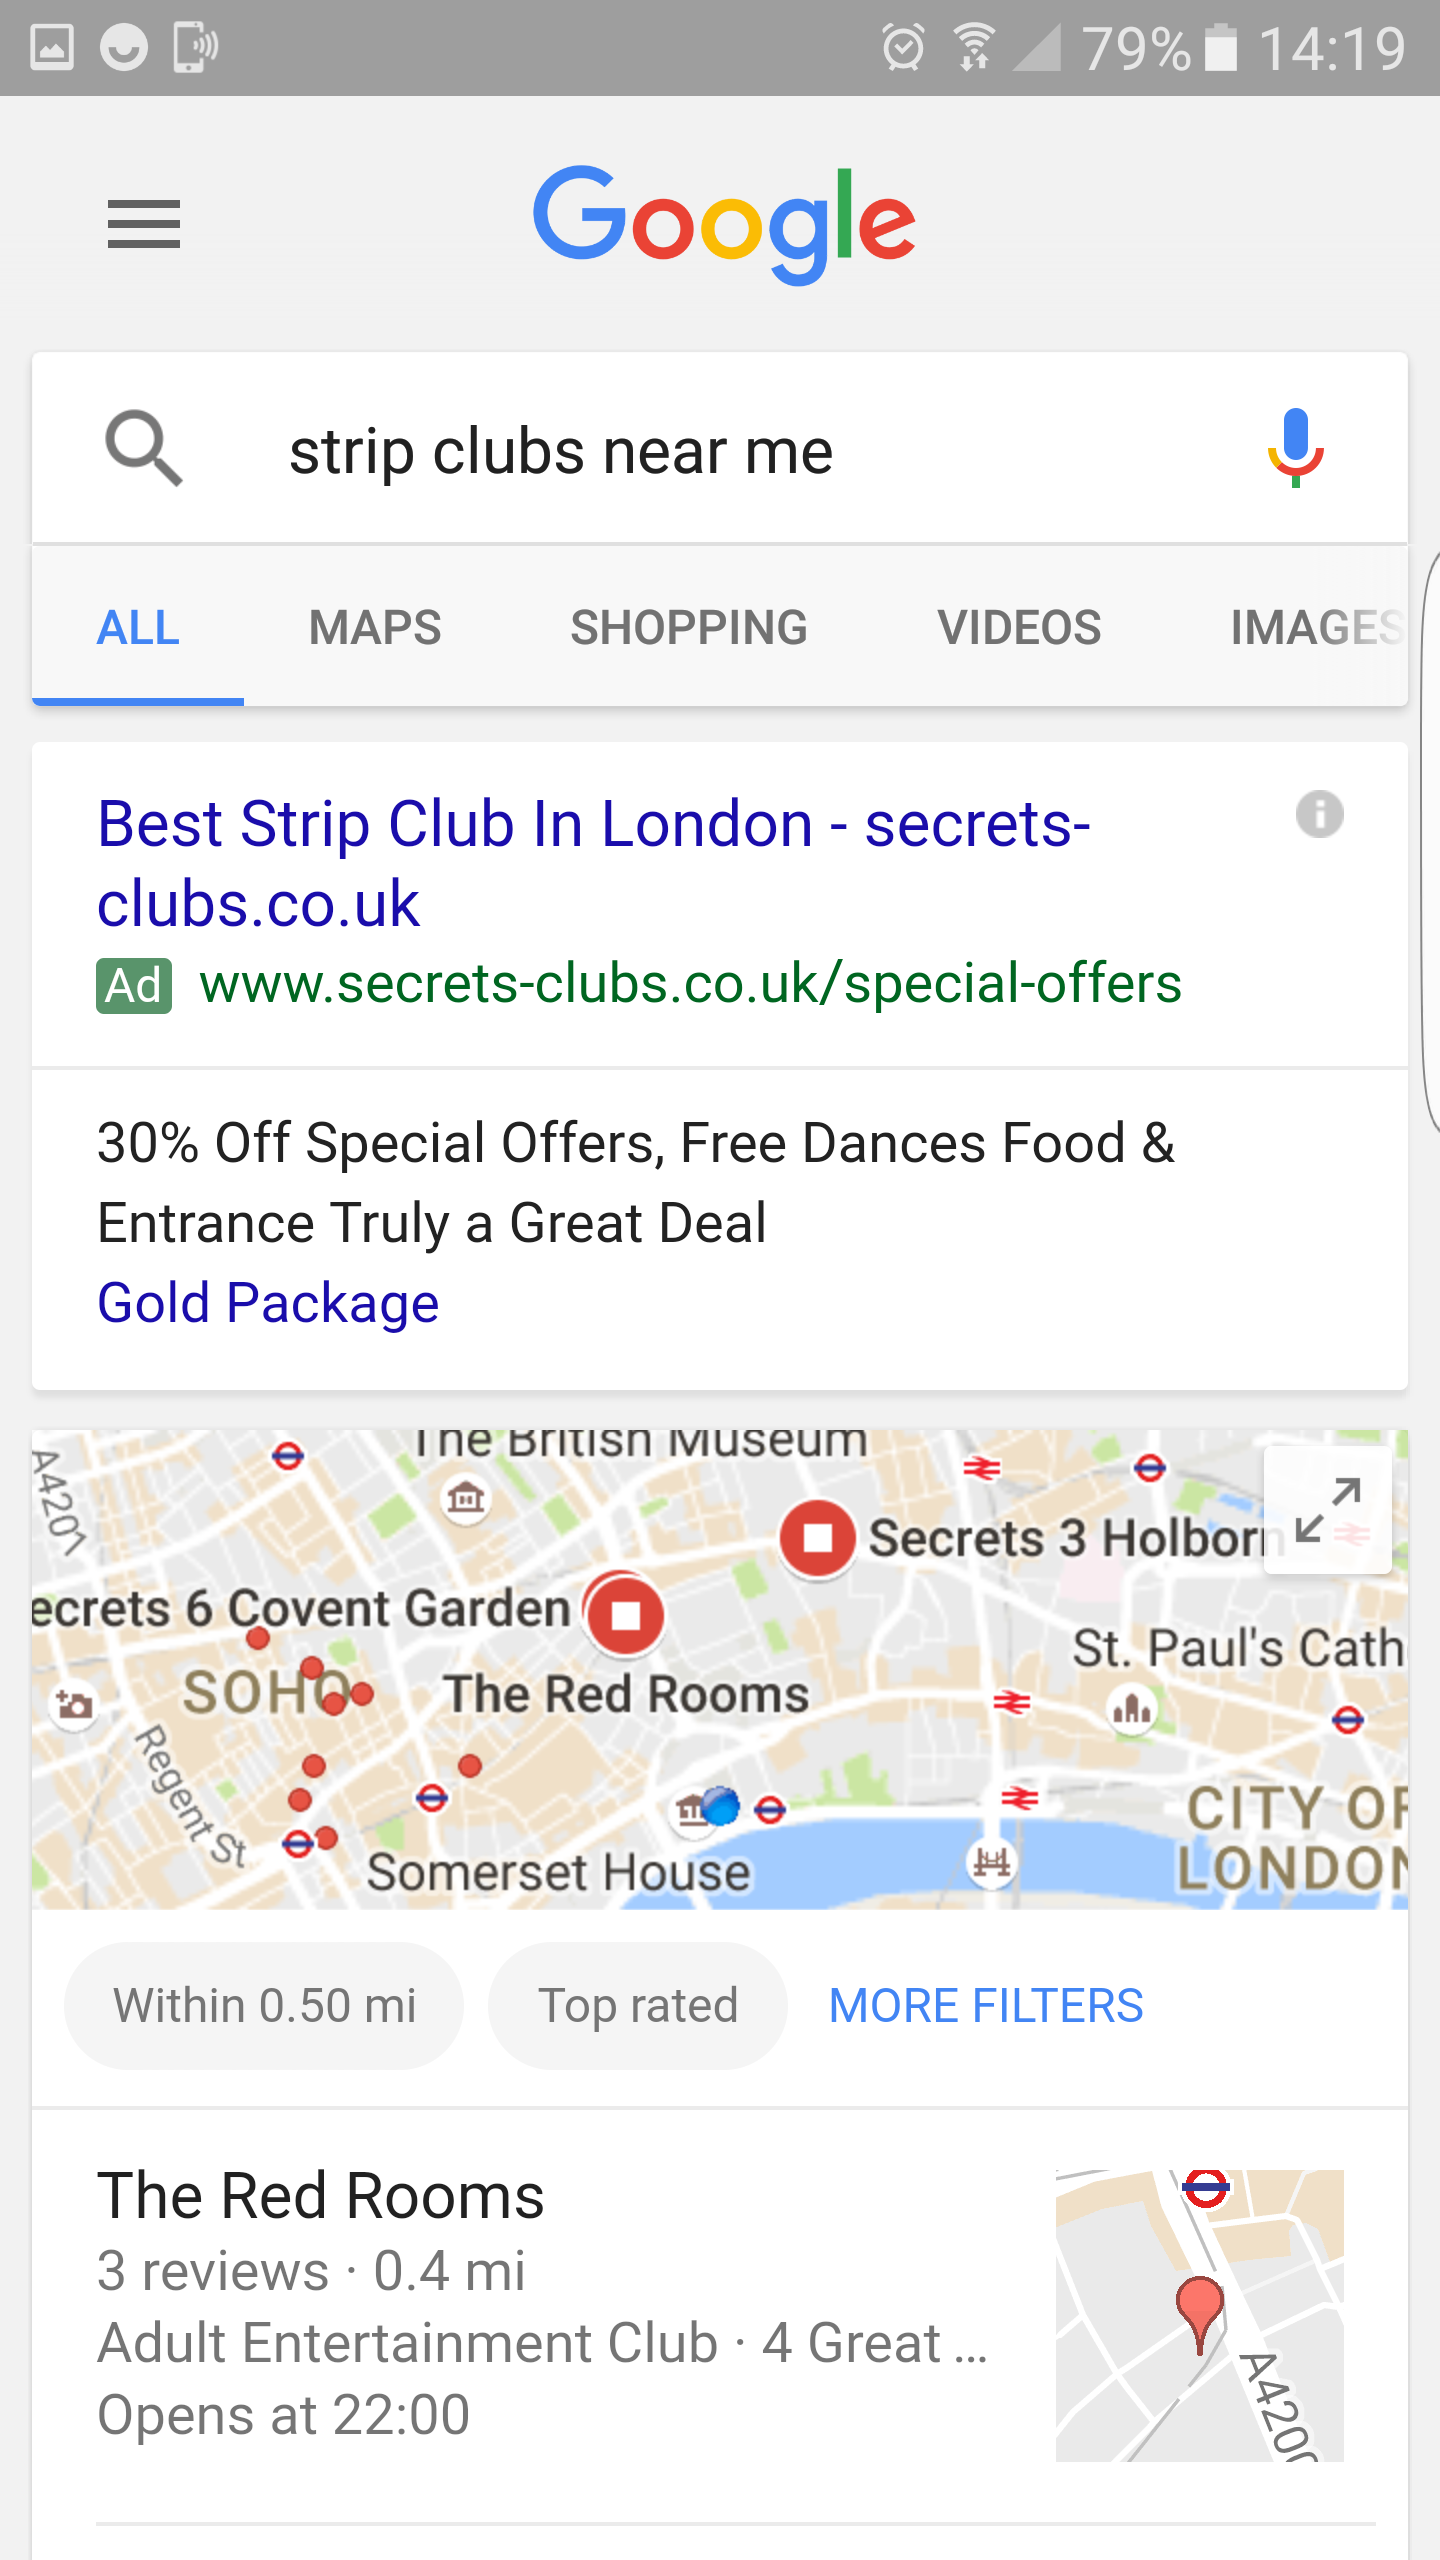 79% 14:19
Google
strip clubs near me
ALL MAPS SHOPPING VIDEOS IMAGES
Best Strip Club In London - secrets-
clubs.co.uk
Ad www.secrets-clubs.co.uk/special-offers
30% Off Special Offers, Free Dances Food &
Entrance Truly a Great Deal
Gold Package
The British Museum
A4201
Secrets 3 Holborn
ecrets 6 Covent Garden
St. Paul's Cath
SOHO
The Red Rooms
Regent St
CITY OF
LONDON
Somerset House
Within 0.50 mi Top rated MORE FILTERS
The Red Rooms
3 reviews · 0.4 mi
Adult Entertainment Club · 4 Great ...
Opens at 22:00
A4200